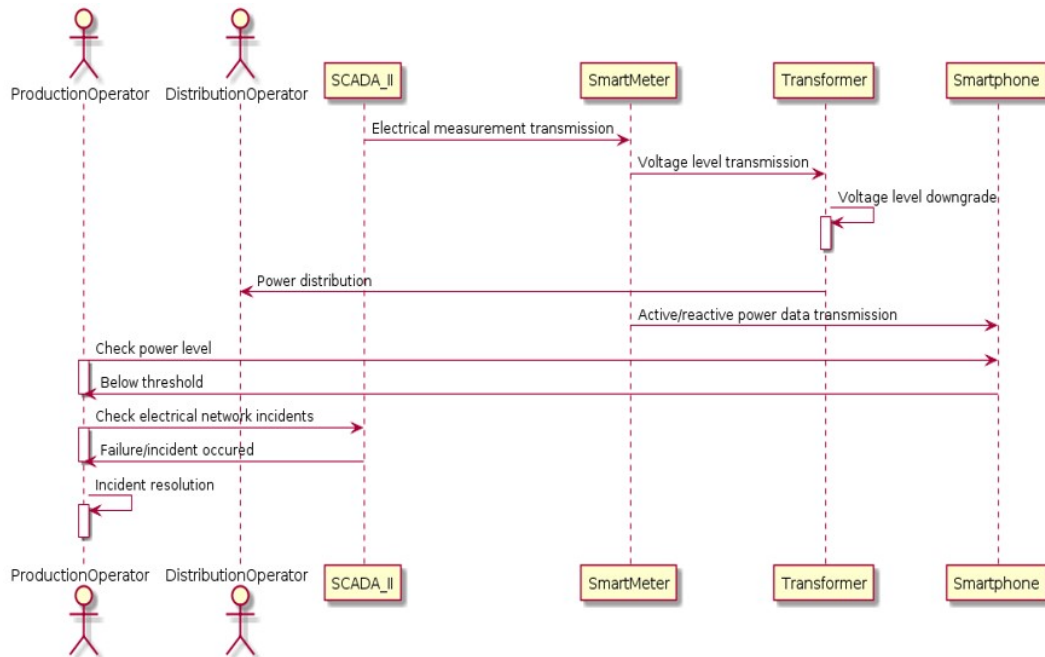 ProductionOperator DistributionOperator SCADA_II SmartMeter Transformer Smartphone
Electrical measurement transmission
Voltage level transmission
Voltage level downgrade
Power distribution
Active/reactive power data transmission
Check power level
Below threshold
Check electrical network incidents
Failure/incident occured
Incident resolution
ProductionOperator DistributionOperator SCADA_II SmartMeter Transformer Smartphone